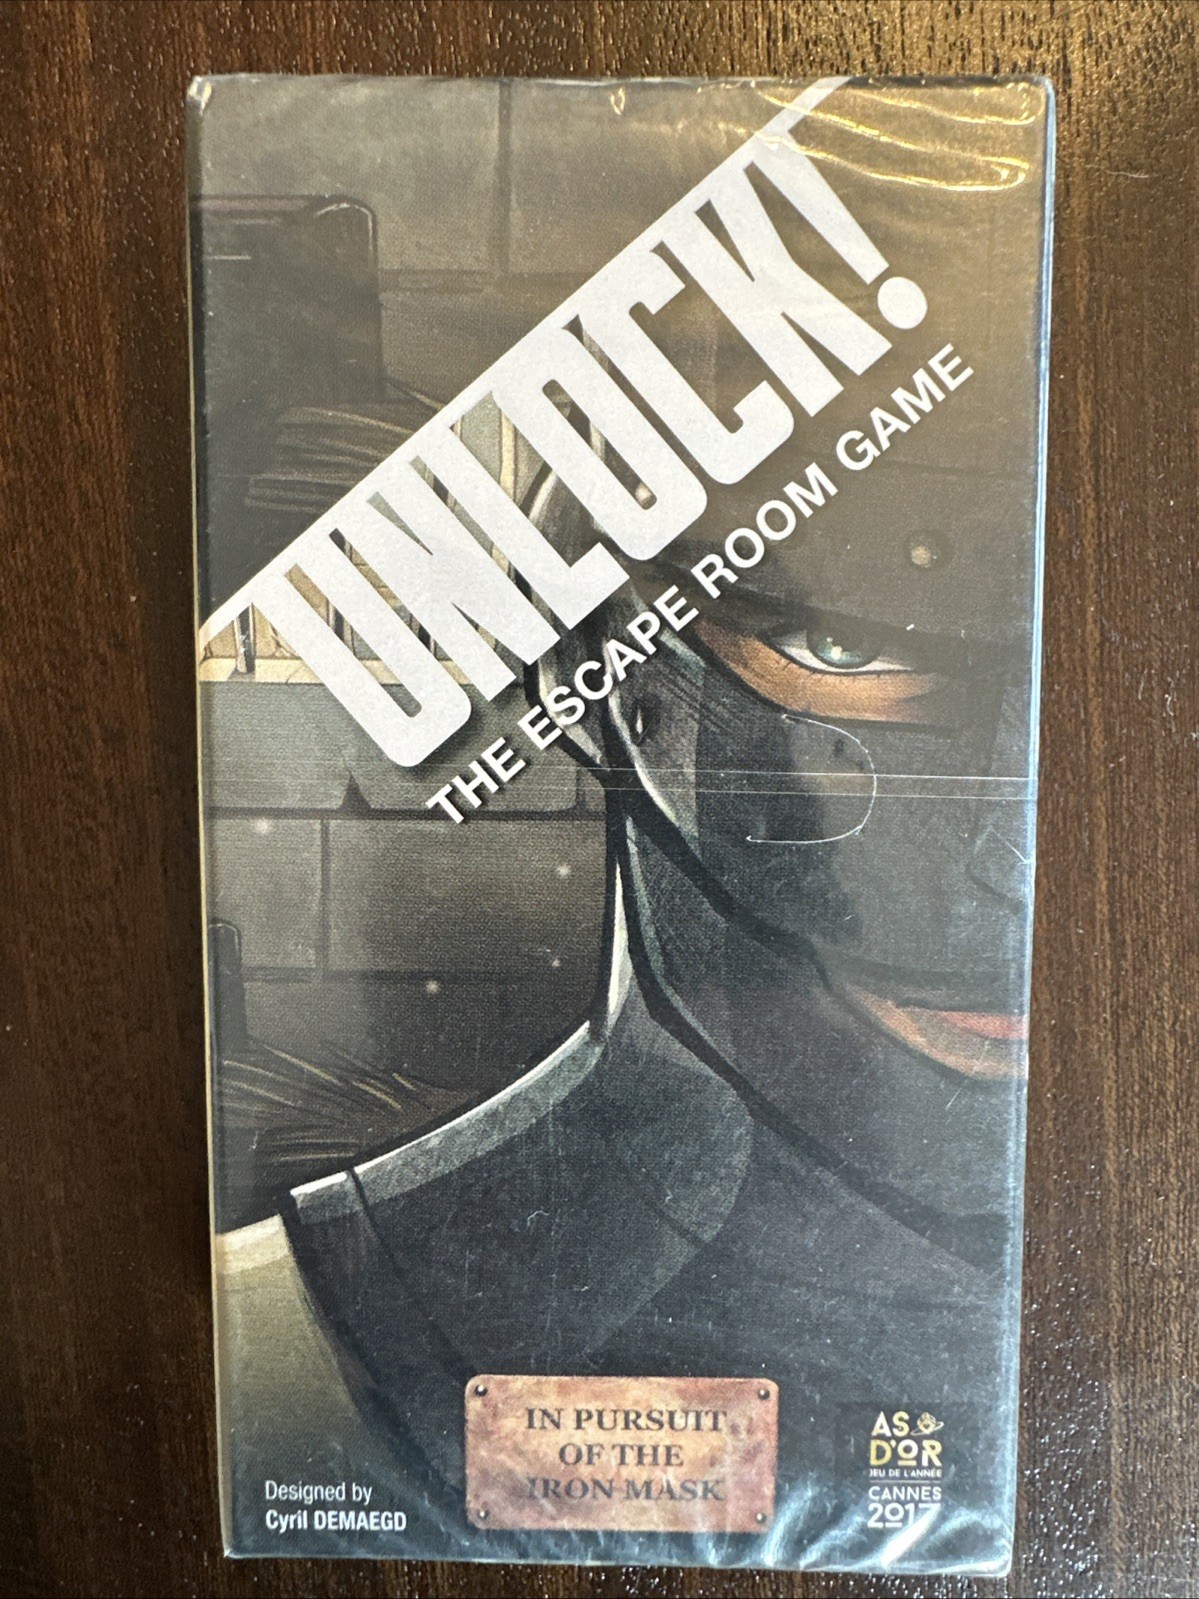 UNLOCK!
THE ESCAPE ROOM GAME
IN PURSUIT
OF THE
IRON MASK
Designed by
Cyril DEMAEGD
AS
D'OR
JEU DE L'ANNÉE
CANNES
2017